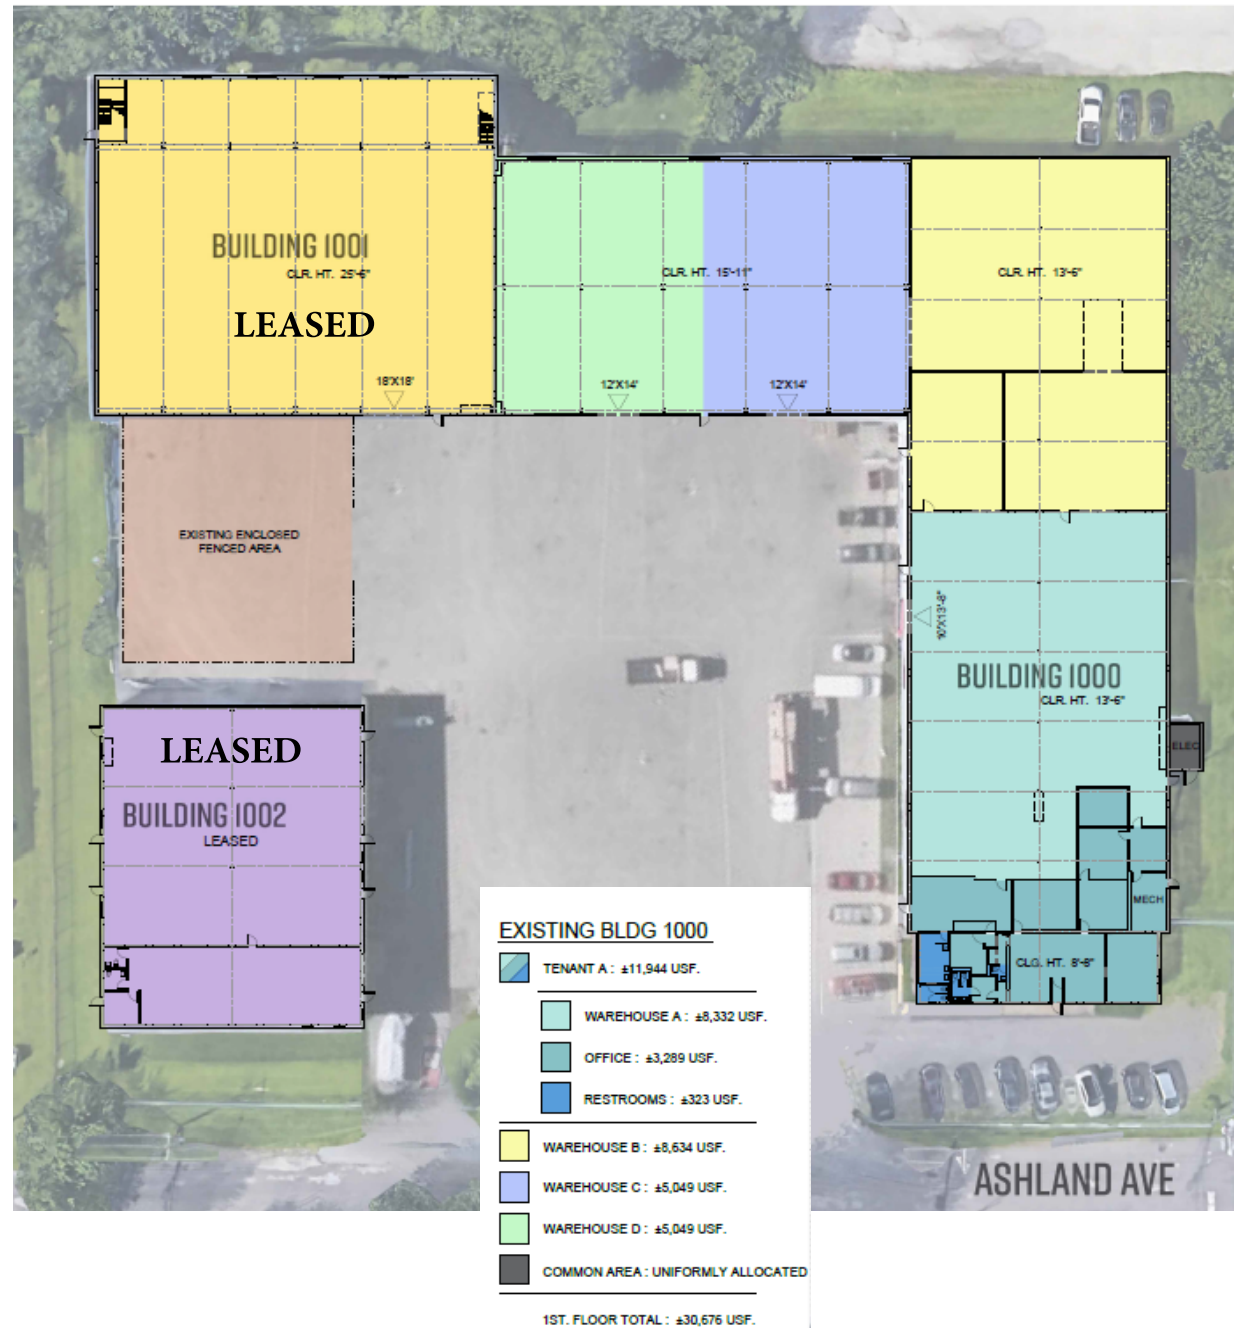 BUILDING 1001
CLR. HT. 25'-6"
LEASED
18'X18'
CLR. HT. 15'-11"
12'X14'
12'X14'
CLR. HT. 13'-6"
EXISTING ENCLOSED
FENCED AREA
10'X13'-8"
BUILDING 1000
CLR. HT. 13'-6"
ELEC
MECH
CLG. HT. 8'-8"
LEASED
BUILDING 1002
LEASED
EXISTING BLDG 1000
TENANT A : ±11,944 USF.
WAREHOUSE A : ±8,332 USF.
OFFICE : ±3,289 USF.
RESTROOMS : ±323 USF.
WAREHOUSE B : ±8,634 USF.
WAREHOUSE C : ±5,049 USF.
WAREHOUSE D : ±5,049 USF.
COMMON AREA : UNIFORMLY ALLOCATED
1ST. FLOOR TOTAL : ±30,676 USF.
ASHLAND AVE